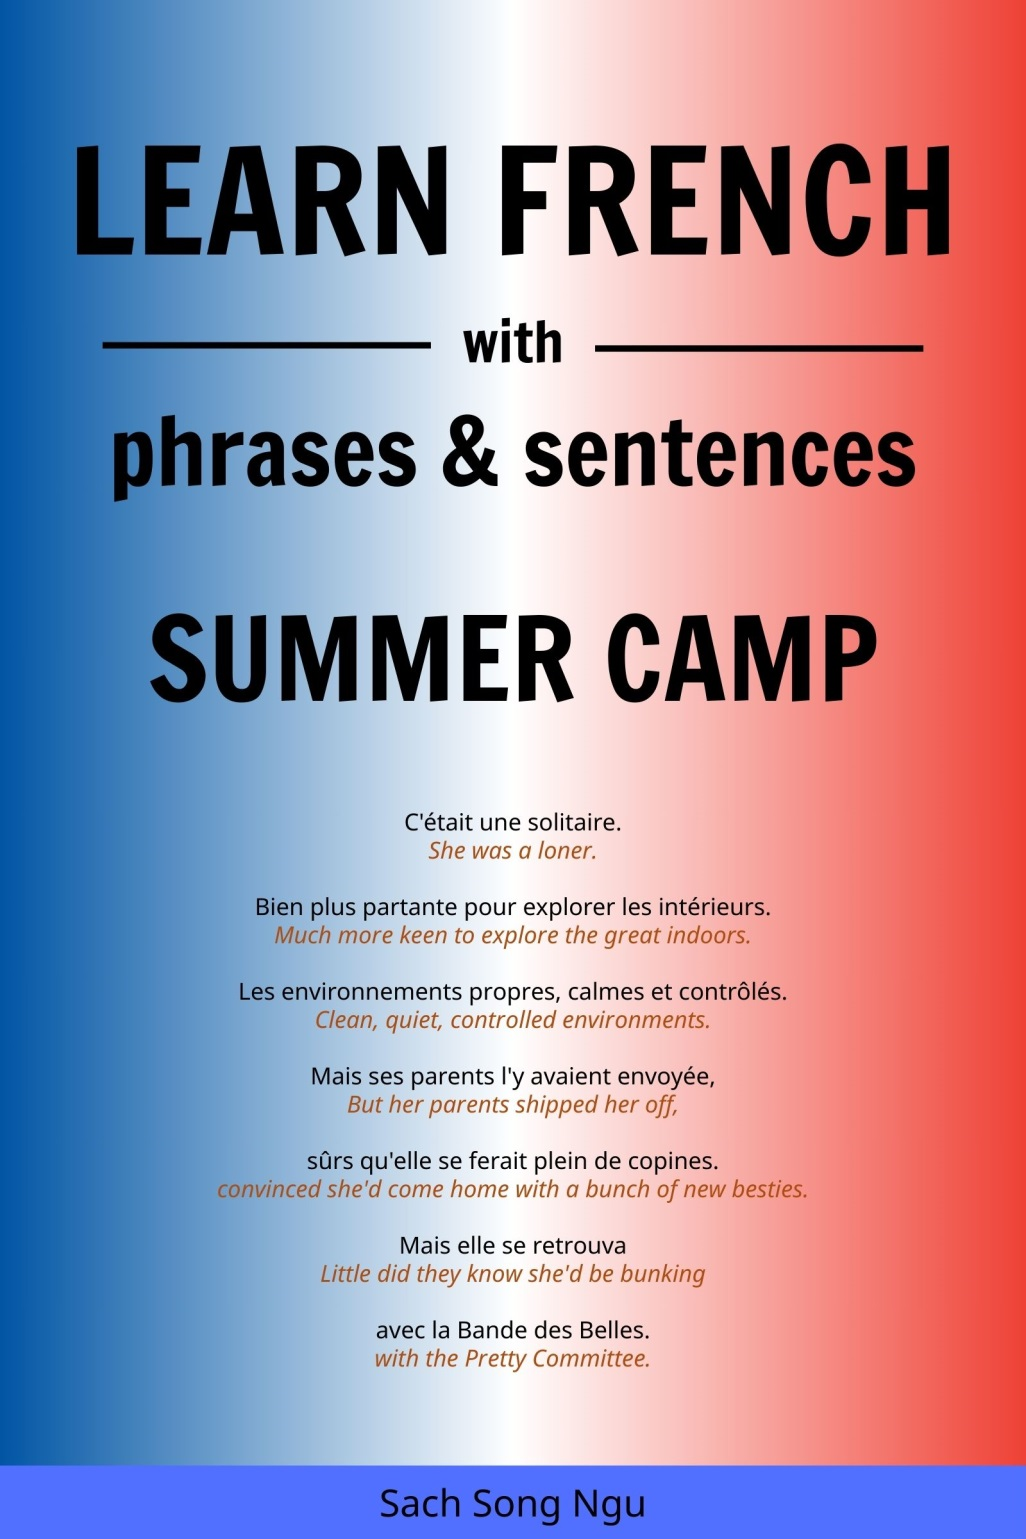 LEARN FRENCH
with
phrases & sentences
SUMMER CAMP
C'était une solitaire.
She was a loner.
Bien plus partante pour explorer les intérieurs.
Much more keen to explore the great indoors.
Les environnements propres, calmes et contrôlés.
Clean, quiet, controlled environments.
Mais ses parents l'y avaient envoyée,
But her parents shipped her off,
sûrs qu'elle se ferait plein de copines.
convinced she'd come home with a bunch of new besties.
Mais elle se retrouva
Little did they know she'd be bunking
avec la Bande des Belles.
with the Pretty Committee.
Sach Song Ngu